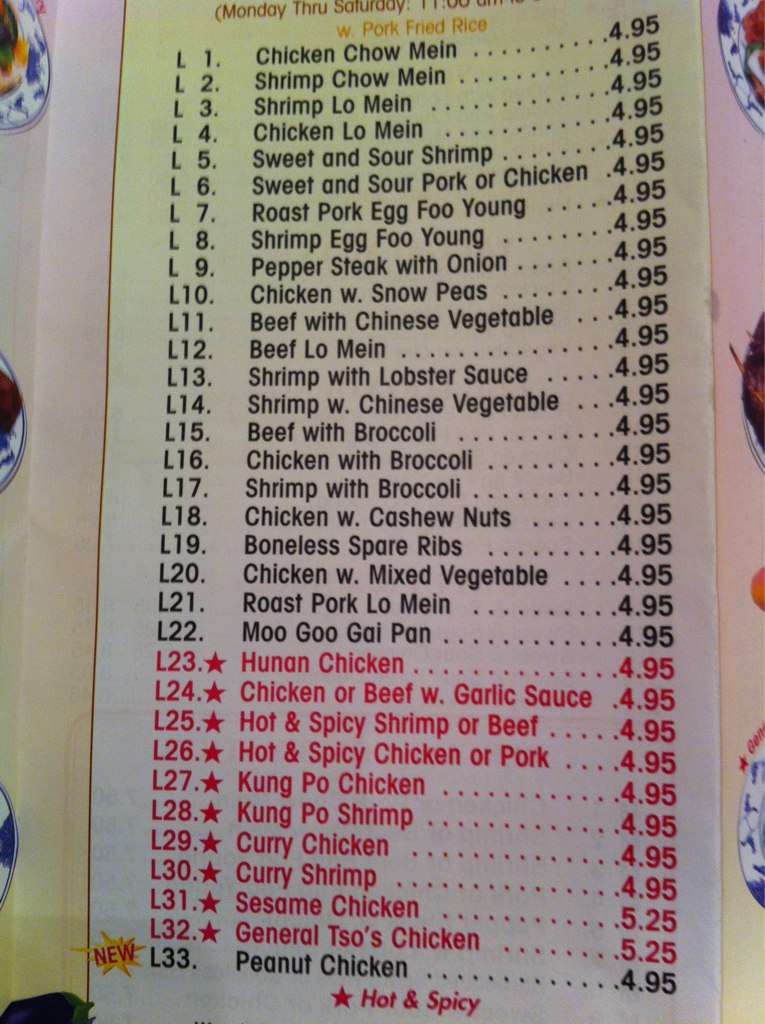 (Monday Thru Saturday: 11:00 am
w. Pork Fried Rice
L 1. Chicken Chow Mein . . . . . . . . . .4.95
L 2. Shrimp Chow Mein . . . . . . . . . . .4.95
L 3. Shrimp Lo Mein . . . . . . . . . . . . .4.95
L 4. Chicken Lo Mein . . . . . . . . . . . .4.95
L 5. Sweet and Sour Shrimp . . . . . . . .4.95
L 6. Sweet and Sour Pork or Chicken .4.95
L 7. Roast Pork Egg Foo Young . . . . .4.95
L 8. Shrimp Egg Foo Young . . . . . . . .4.95
L 9. Pepper Steak with Onion . . . . . . .4.95
L10. Chicken w. Snow Peas . . . . . . . .4.95
L11. Beef with Chinese Vegetable . . .4.95
L12. Beef Lo Mein . . . . . . . . . . . . . . .4.95
L13. Shrimp with Lobster Sauce . . . . .4.95
L14. Shrimp w. Chinese Vegetable . . .4.95
L15. Beef with Broccoli . . . . . . . . . . .4.95
L16. Chicken with Broccoli . . . . . . . . .4.95
L17. Shrimp with Broccoli . . . . . . . . . .4.95
L18. Chicken w. Cashew Nuts . . . . . .4.95
L19. Boneless Spare Ribs . . . . . . . . .4.95
L20. Chicken w. Mixed Vegetable . . . .4.95
L21. Roast Pork Lo Mein . . . . . . . . . .4.95
L22. Moo Goo Gai Pan . . . . . . . . . . . .4.95
L23.★ Hunan Chicken . . . . . . . . . . . . . .4.95
L24.★ Chicken or Beef w. Garlic Sauce .4.95
L25.★ Hot & Spicy Shrimp or Beef . . . . .4.95
L26.★ Hot & Spicy Chicken or Pork . . . .4.95
L27.★ Kung Po Chicken . . . . . . . . . . . .4.95
L28.★ Kung Po Shrimp . . . . . . . . . . . . .4.95
L29.★ Curry Chicken . . . . . . . . . . . . . .4.95
L30.★ Curry Shrimp . . . . . . . . . . . . . . .4.95
L31.★ Sesame Chicken . . . . . . . . . . . .5.25
L32.★ General Tso's Chicken . . . . . . . .5.25
NEW L33. Peanut Chicken . . . . . . . . . . . . .4.95
★ Hot & Spicy